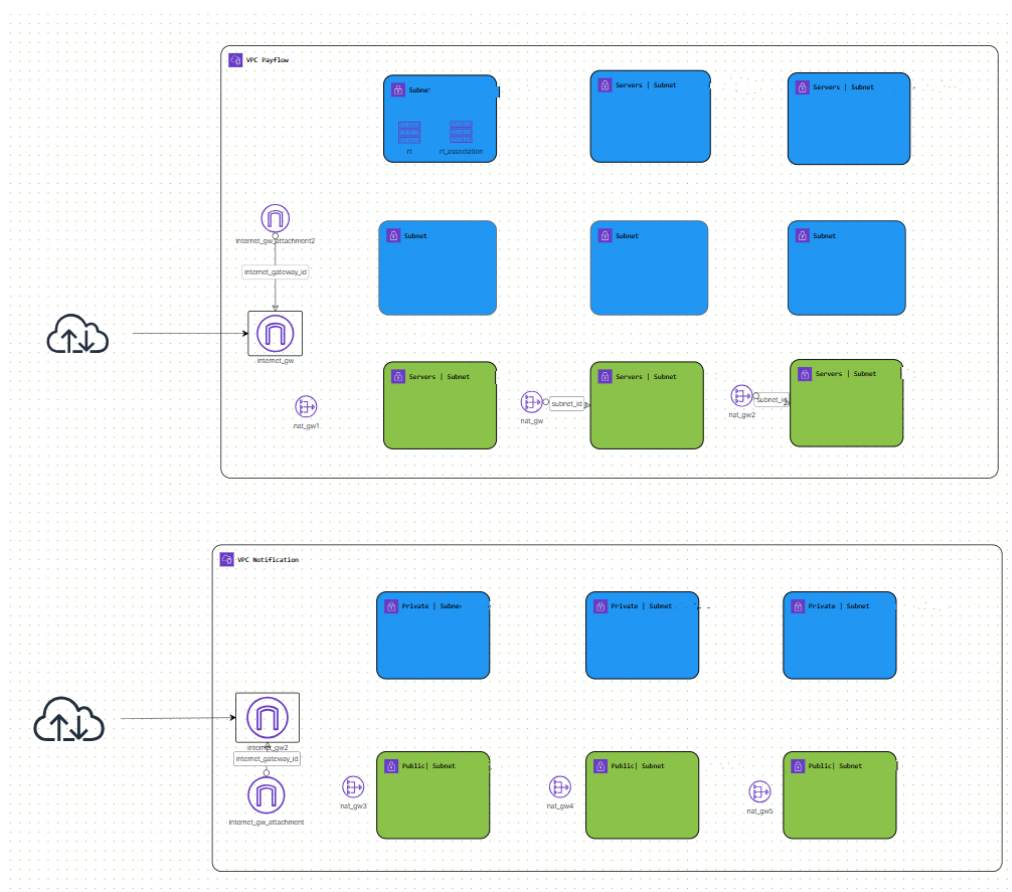 VPC Payflow
Subne
Servers | Subnet
Servers | Subnet
rt
rt_association
internet_gw_attachment2
Subnet
Subnet
Subnet
internet_gateway_id
internet_gw
Servers | Subnet
Servers | Subnet
Servers | Subnet
nat_gw1
subnet_id
nat_gw
subnet_id
nat_gw2
VPC Notification
Private | Subne
Private | Subnet
Private | Subnet
internet_gw2
internet_gateway_id
Public| Subnet
Public| Subnet
Public| Subnet
nat_gw3
nat_gw4
nat_gw5
internet_gw_attachment